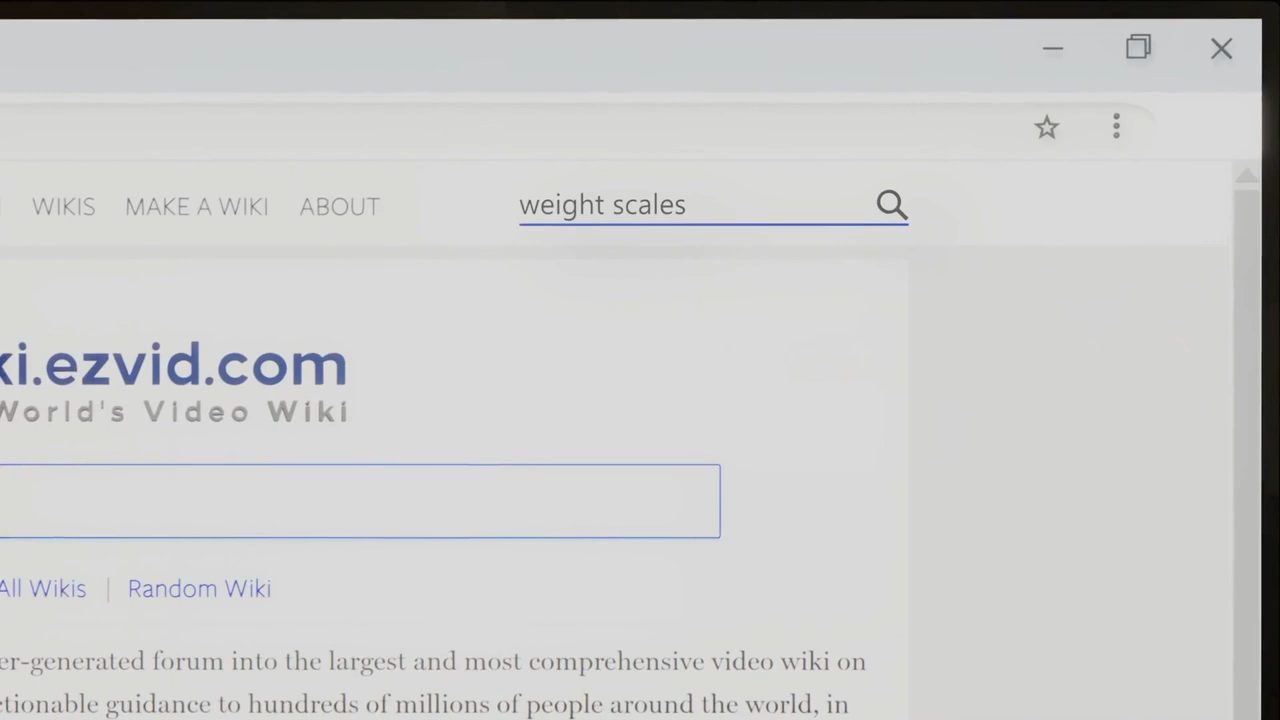 WIKIS MAKE A WIKI ABOUT weight scales
ki.ezvid.com
World's Video Wiki
All Wikis | Random Wiki
er-generated forum into the largest and most comprehensive video wiki on
ctionable guidance to hundreds of millions of people around the world, in